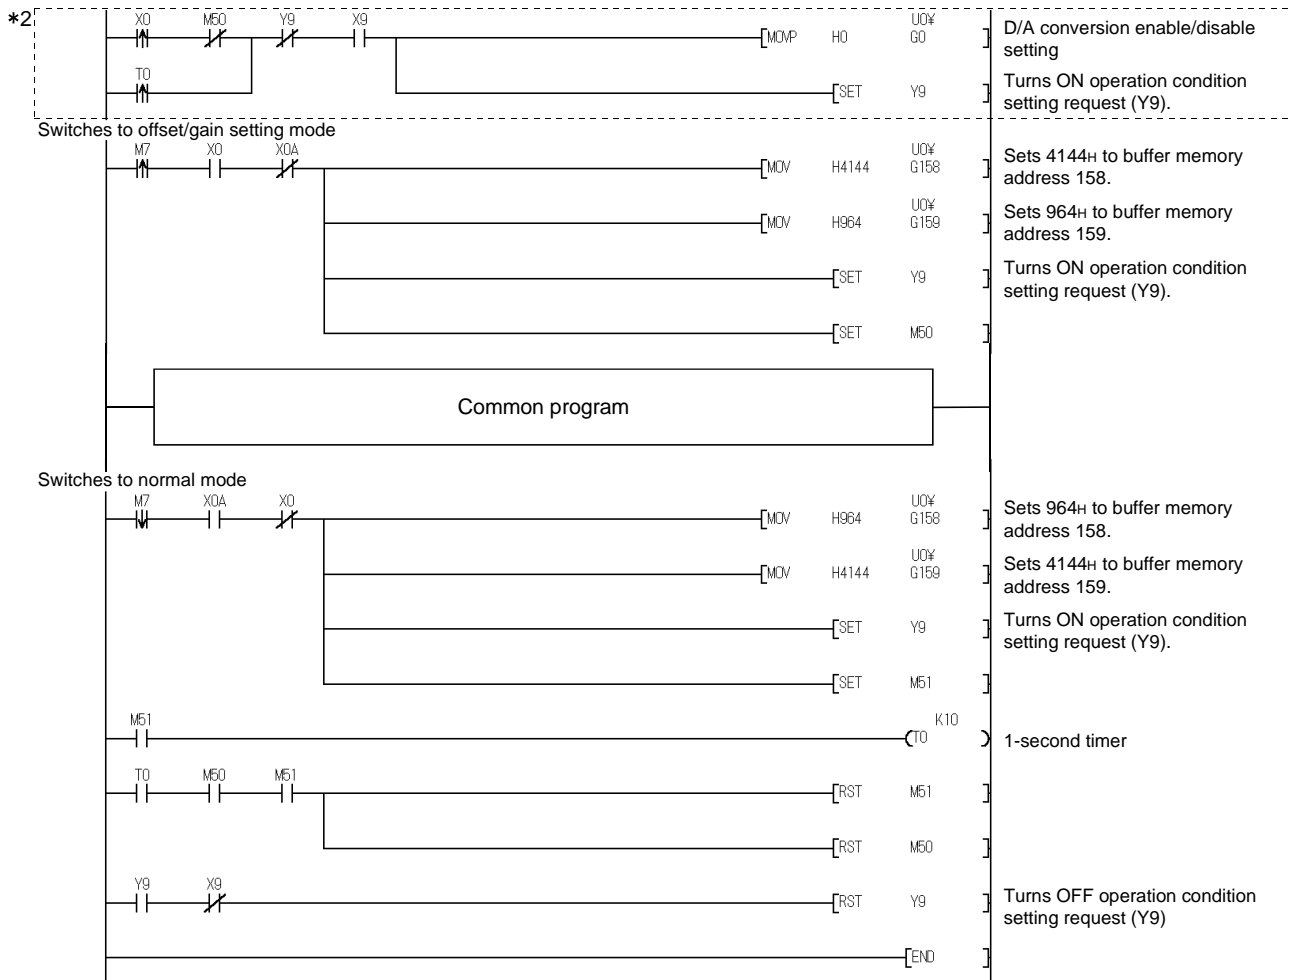 *2
X0 M50 Y9 X9 U0¥
MOVP H0 G0 D/A conversion enable/disable
setting
T0
SET Y9 Turns ON operation condition
setting request (Y9).
Switches to offset/gain setting mode
M7 X0 X0A U0¥
MOV H4144 G158 Sets 4144H to buffer memory
address 158.
U0¥
MOV H964 G159 Sets 964H to buffer memory
address 159.
SET Y9 Turns ON operation condition
setting request (Y9).
SET M50
Common program
Switches to normal mode
M7 X0A X0 U0¥
MOV H964 G158 Sets 964H to buffer memory
address 158.
U0¥
MOV H4144 G159 Sets 4144H to buffer memory
address 159.
SET Y9 Turns ON operation condition
setting request (Y9).
SET M51
M51 K10
T0 1-second timer
T0 M50 M51
RST M51
RST M50
Y9 X9
RST Y9 Turns OFF operation condition
setting request (Y9)
END